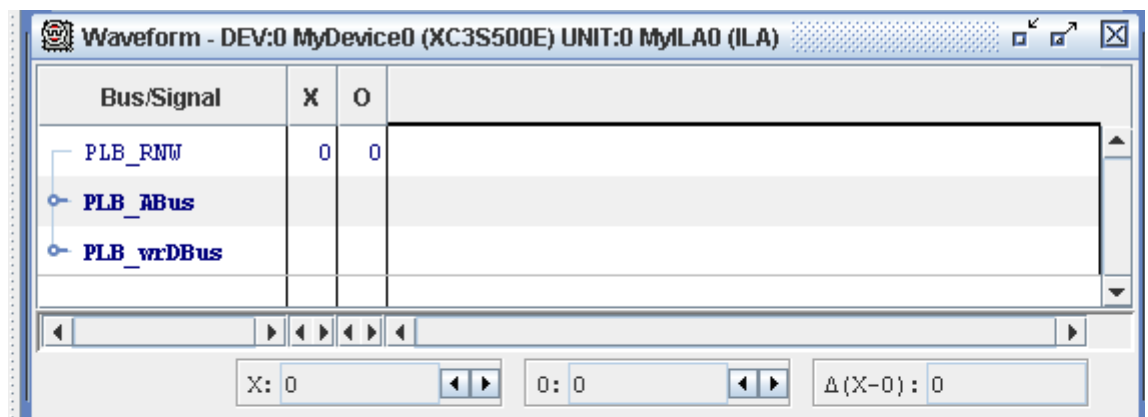 Waveform - DEV:0 MyDevice0 (XC3S500E) UNIT:0 MyILA0 (ILA)
Bus/Signal X O
PLB_RNW 0 0
PLB_ABus
PLB_wrDBus
X: 0 O: 0 Δ(X-O): 0